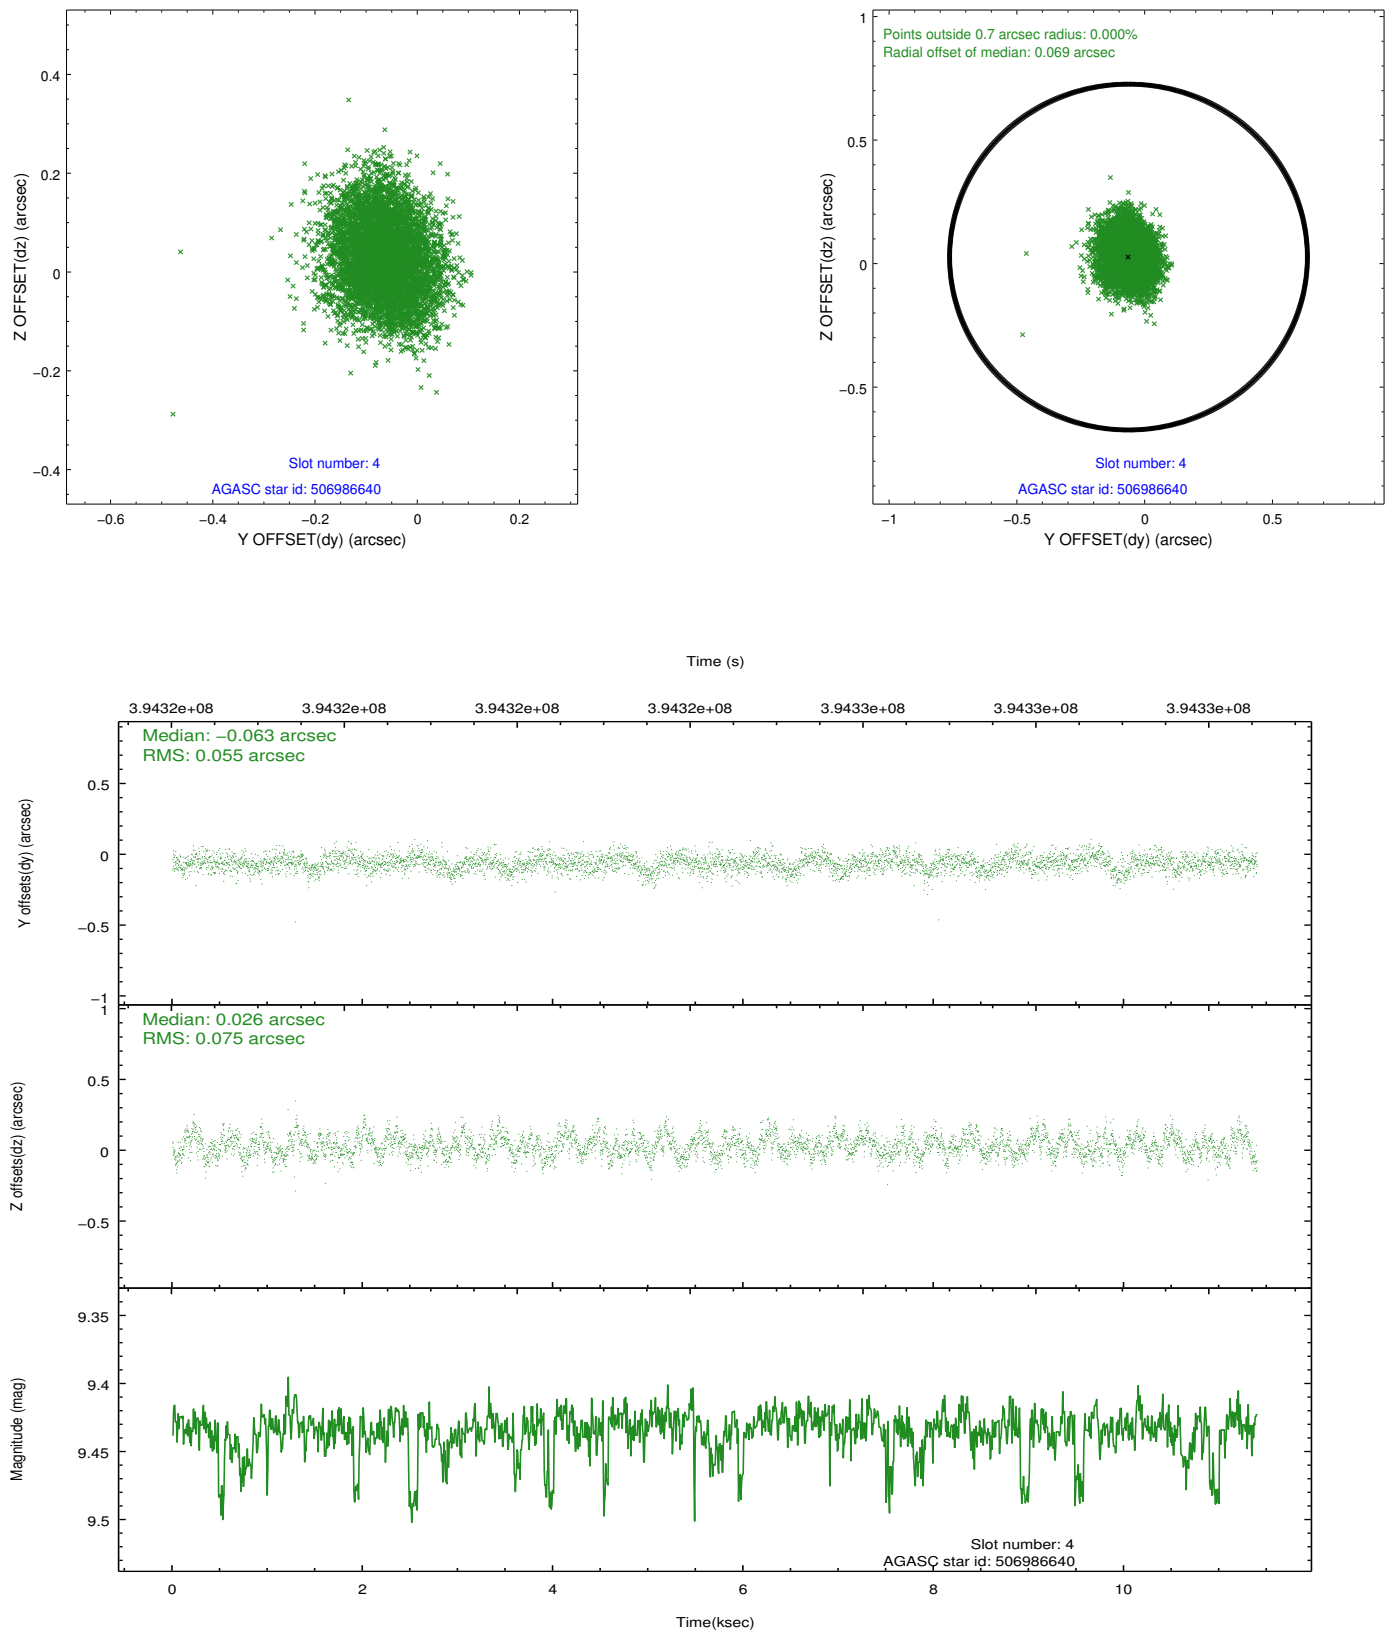 0.4
0.2
0
−0.2
−0.4
Z OFFSET(dz) (arcsec)
Slot number: 4
AGASC star id: 506986640
−0.6
−0.4
−0.2
0
0.2
Y OFFSET(dy) (arcsec)
Points outside 0.7 arcsec radius: 0.000%
Radial offset of median: 0.069 arcsec
1
0.5
0
−0.5
Z OFFSET(dz) (arcsec)
Slot number: 4
AGASC star id: 506986640
−1
−0.5
0
0.5
Y OFFSET(dy) (arcsec)
Time (s)
3.9432e+08
3.9432e+08
3.9432e+08
3.9432e+08
3.9433e+08
3.9433e+08
3.9433e+08
Median: −0.063 arcsec
RMS: 0.055 arcsec
0.5
0
−0.5
−1
Y offsets(dy) (arcsec)
Median: 0.026 arcsec
RMS: 0.075 arcsec
1
0.5
0
−0.5
Z offsets(dz) (arcsec)
9.35
9.4
9.45
9.5
Magnitude (mag)
Slot number: 4
AGASC star id: 506986640
0
2
4
6
8
10
Time(ksec)